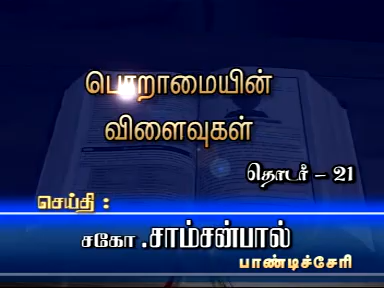 பொறாமையின்
விளைவுகள்
தொடர் - 21
செய்தி :
சகோ .சாம்சன்பால்
பாண்டிச்சேரி